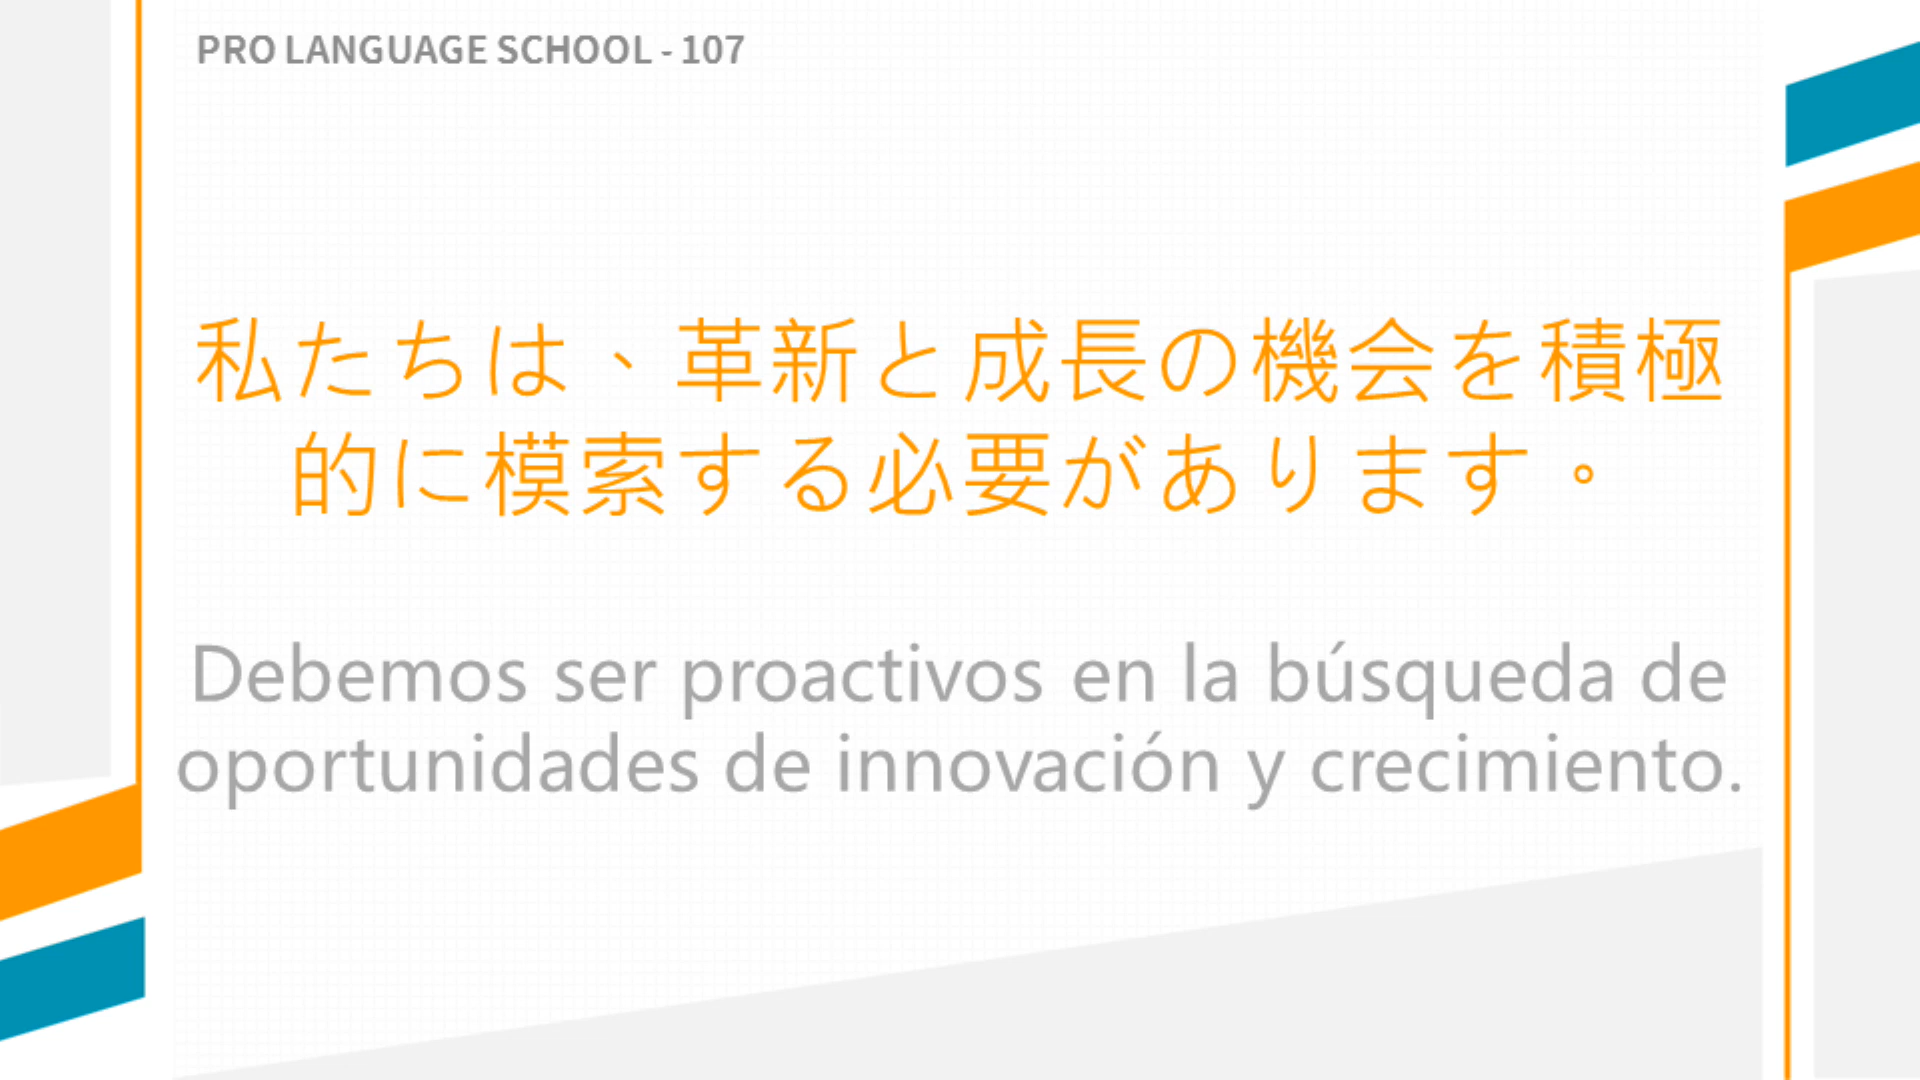 PRO LANGUAGE SCHOOL - 107
私たちは、革新と成長の機会を積極
的に模索する必要があります。
Debemos ser proactivos en la búsqueda de
oportunidades de innovación y crecimiento.